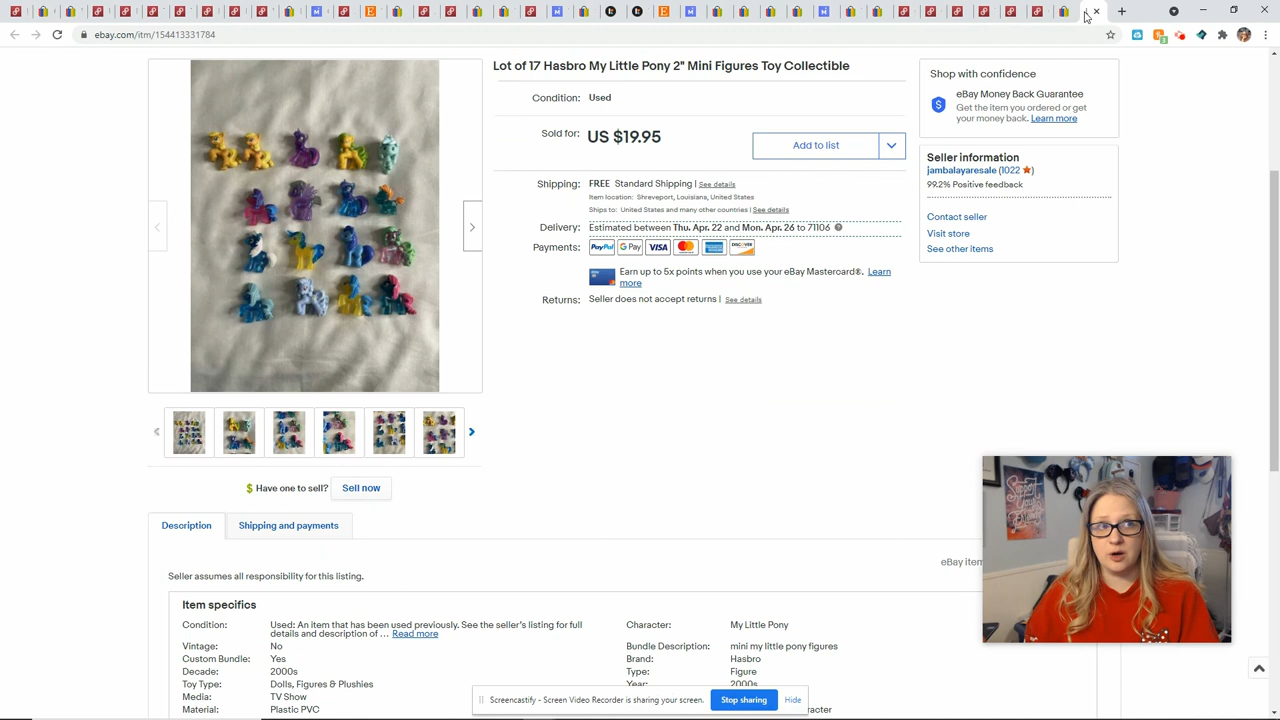 ebay.com/itm/154413331784
Lot of 17 Hasbro My Little Pony 2" Mini Figures Toy Collectible
Condition: Used
Sold for: US $19.95
Add to list
Shipping: FREE Standard Shipping | See details
Item location: Shreveport, Louisiana, United States
Ships to: United States and many other countries | See details
Delivery: Estimated between Thu. Apr. 22 and Mon. Apr. 26 to 71106
Payments: PayPal G Pay VISA mastercard AMERICAN EXPRESS DISCOVER
Earn up to 5x points when you use your eBay Mastercard®. Learn
more
Returns: Seller does not accept returns | See details
Shop with confidence
eBay Money Back Guarantee
Get the item you ordered or get
your money back. Learn more
Seller information
jambalayaresale (1022 )
99.2% Positive feedback
Contact seller
Visit store
See other items
$ Have one to sell? Sell now
Description
Shipping and payments
eBay item
Seller assumes all responsibility for this listing.
Item specifics
Condition: Used: An item that has been used previously. See the seller's listing for full
details and description of ... Read more
Character: My Little Pony
Vintage: No
Bundle Description: mini my little pony figures
Custom Bundle: Yes
Brand: Hasbro
Decade: 2000s
Type: Figure
Toy Type: Dolls, Figures & Plushies
Year: 2000s
Media: TV Show
Material: Plastic PVC
Screencastify - Screen Video Recorder is sharing your screen.
Stop sharing
Hide
Support
Your